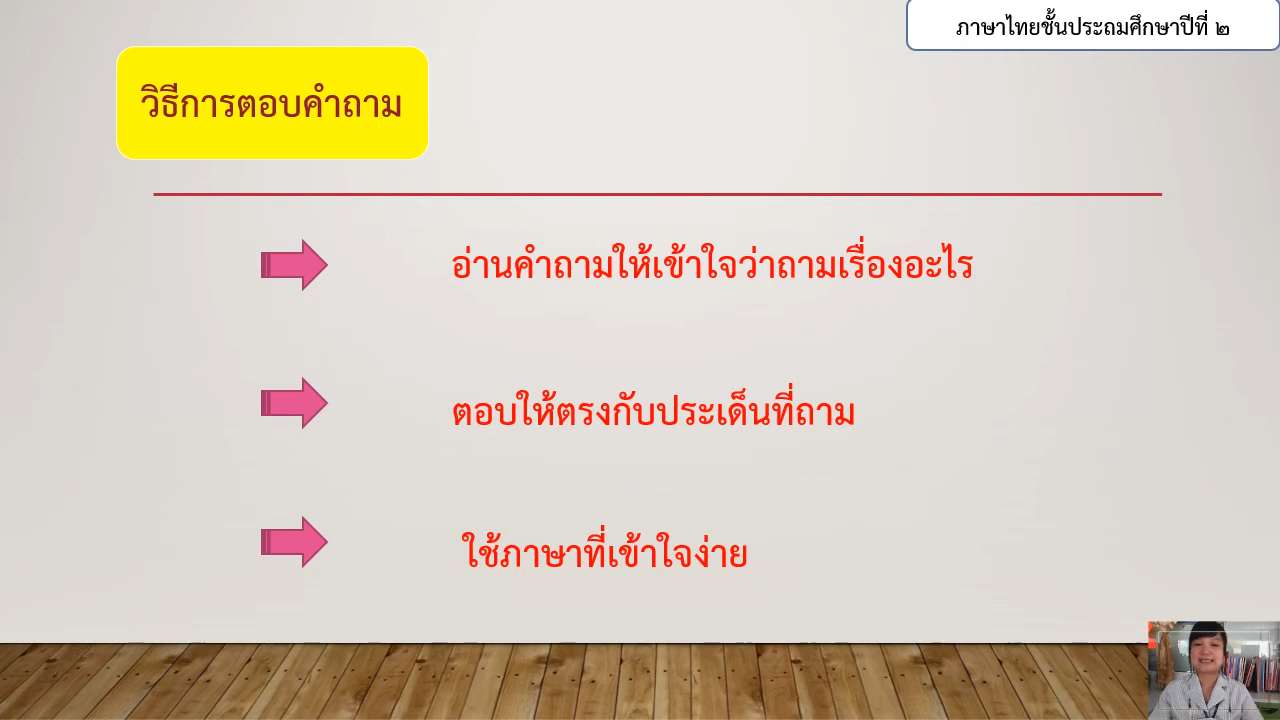 ภาษาไทยชั้นประถมศึกษาปีที่ ๒
วิธีการตอบคำถาม
อ่านคำถามให้เข้าใจว่าถามเรื่องอะไร
ตอบให้ตรงกับประเด็นที่ถาม
ใช้ภาษาที่เข้าใจง่าย